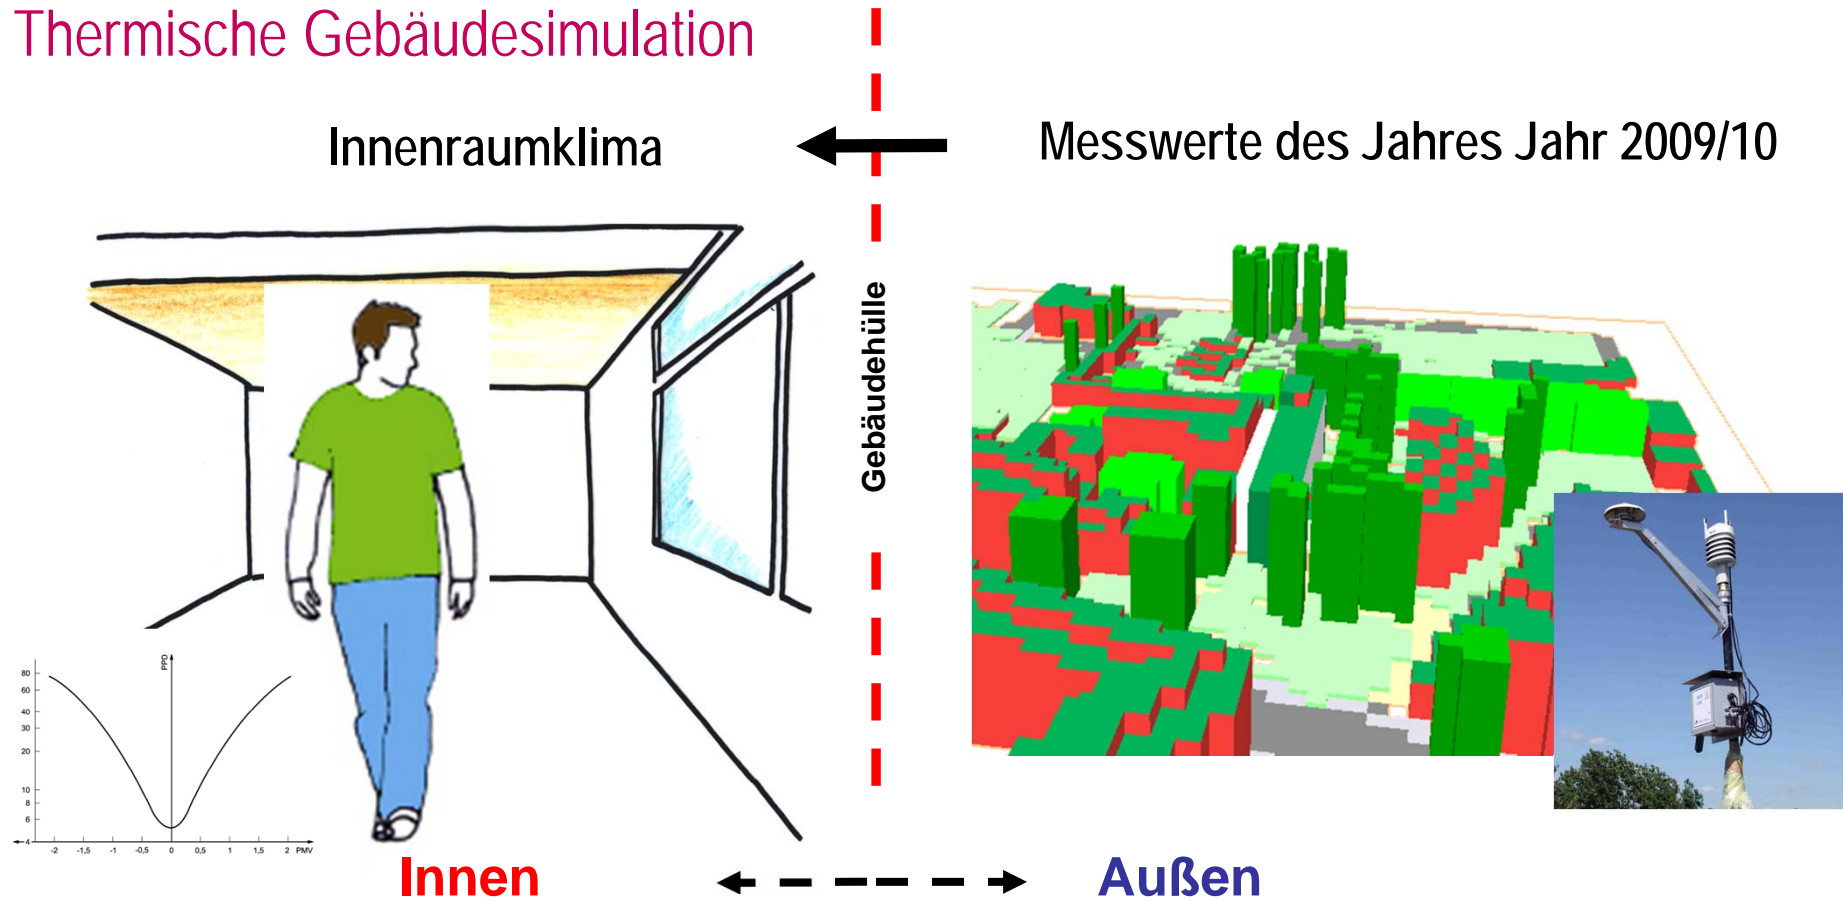 Thermische Gebäudesimulation
Innenraumklima
Messwerte des Jahres Jahr 2009/10
Gebäudehülle
PPD
80
60
40
30
20
10
8
6
4
-2 -1,5 -1 -0,5 0 0,5 1 1,5 2 PMV
Innen
Außen